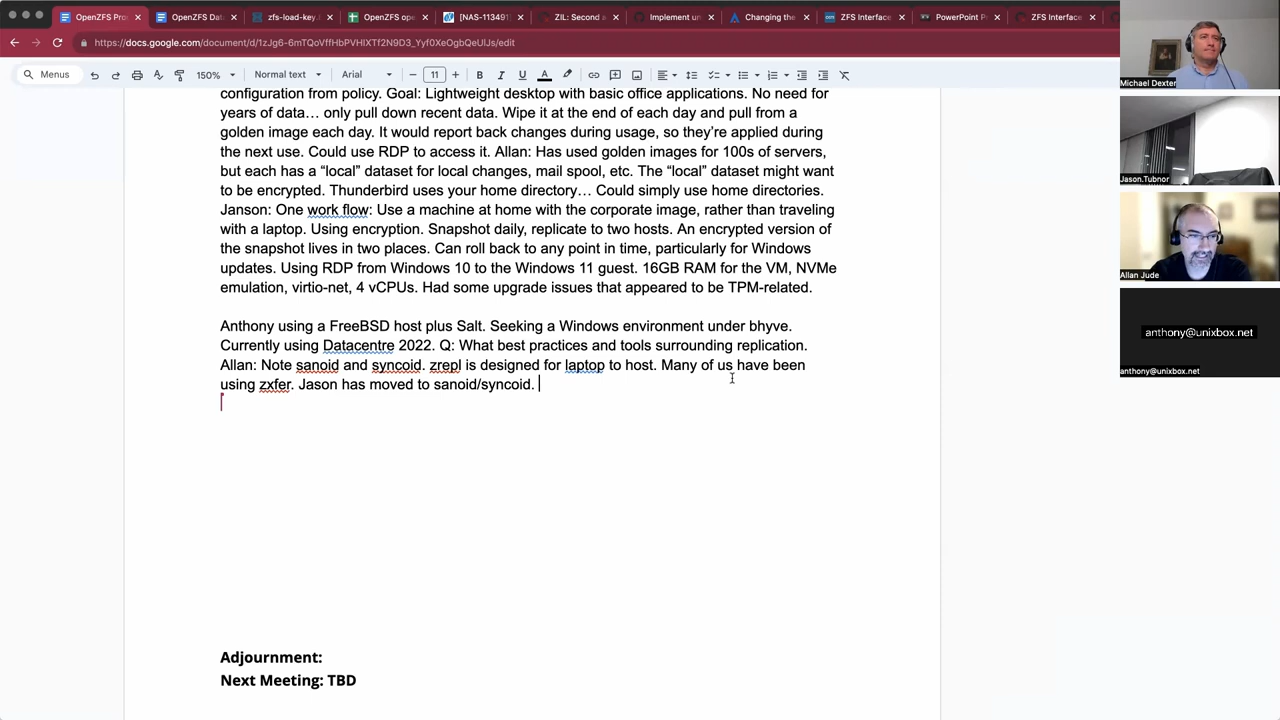 OpenZFS Pro
OpenZFS Dat
zfs-load-key.
OpenZFS ope
[NAS-113491]
ZIL: Second a
Implement un
Changing the
ZFS Interface
PowerPoint P
ZFS Interface
https://docs.google.com/document/d/1zJg6-6mTQoVffHbPVHIXTf2N9D3_Yyf0XeOgbQeUIJs/edit
Menus
150%
Normal text
Arial
11
configuration from policy. Goal: Lightweight desktop with basic office applications. No need for
years of data… only pull down recent data. Wipe it at the end of each day and pull from a
golden image each day. It would report back changes during usage, so they're applied during
the next use. Could use RDP to access it. Allan: Has used golden images for 100s of servers,
but each has a “local” dataset for local changes, mail spool, etc. The “local” dataset might want
to be encrypted. Thunderbird uses your home directory… Could simply use home directories.
Janson: One work flow: Use a machine at home with the corporate image, rather than traveling
with a laptop. Using encryption. Snapshot daily, replicate to two hosts. An encrypted version of
the snapshot lives in two places. Can roll back to any point in time, particularly for Windows
updates. Using RDP from Windows 10 to the Windows 11 guest. 16GB RAM for the VM, NVMe
emulation, virtio-net, 4 vCPUs. Had some upgrade issues that appeared to be TPM-related.
Anthony using a FreeBSD host plus Salt. Seeking a Windows environment under bhyve.
Currently using Datacentre 2022. Q: What best practices and tools surrounding replication.
Allan: Note sanoid and syncoid. zrepl is designed for laptop to host. Many of us have been
using zxfer. Jason has moved to sanoid/syncoid.
Adjournment:
Next Meeting: TBD
Michael Dexter
Jason.Tubnor
Allan Jude
anthony@unixbox.net
anthony@unixbox.net